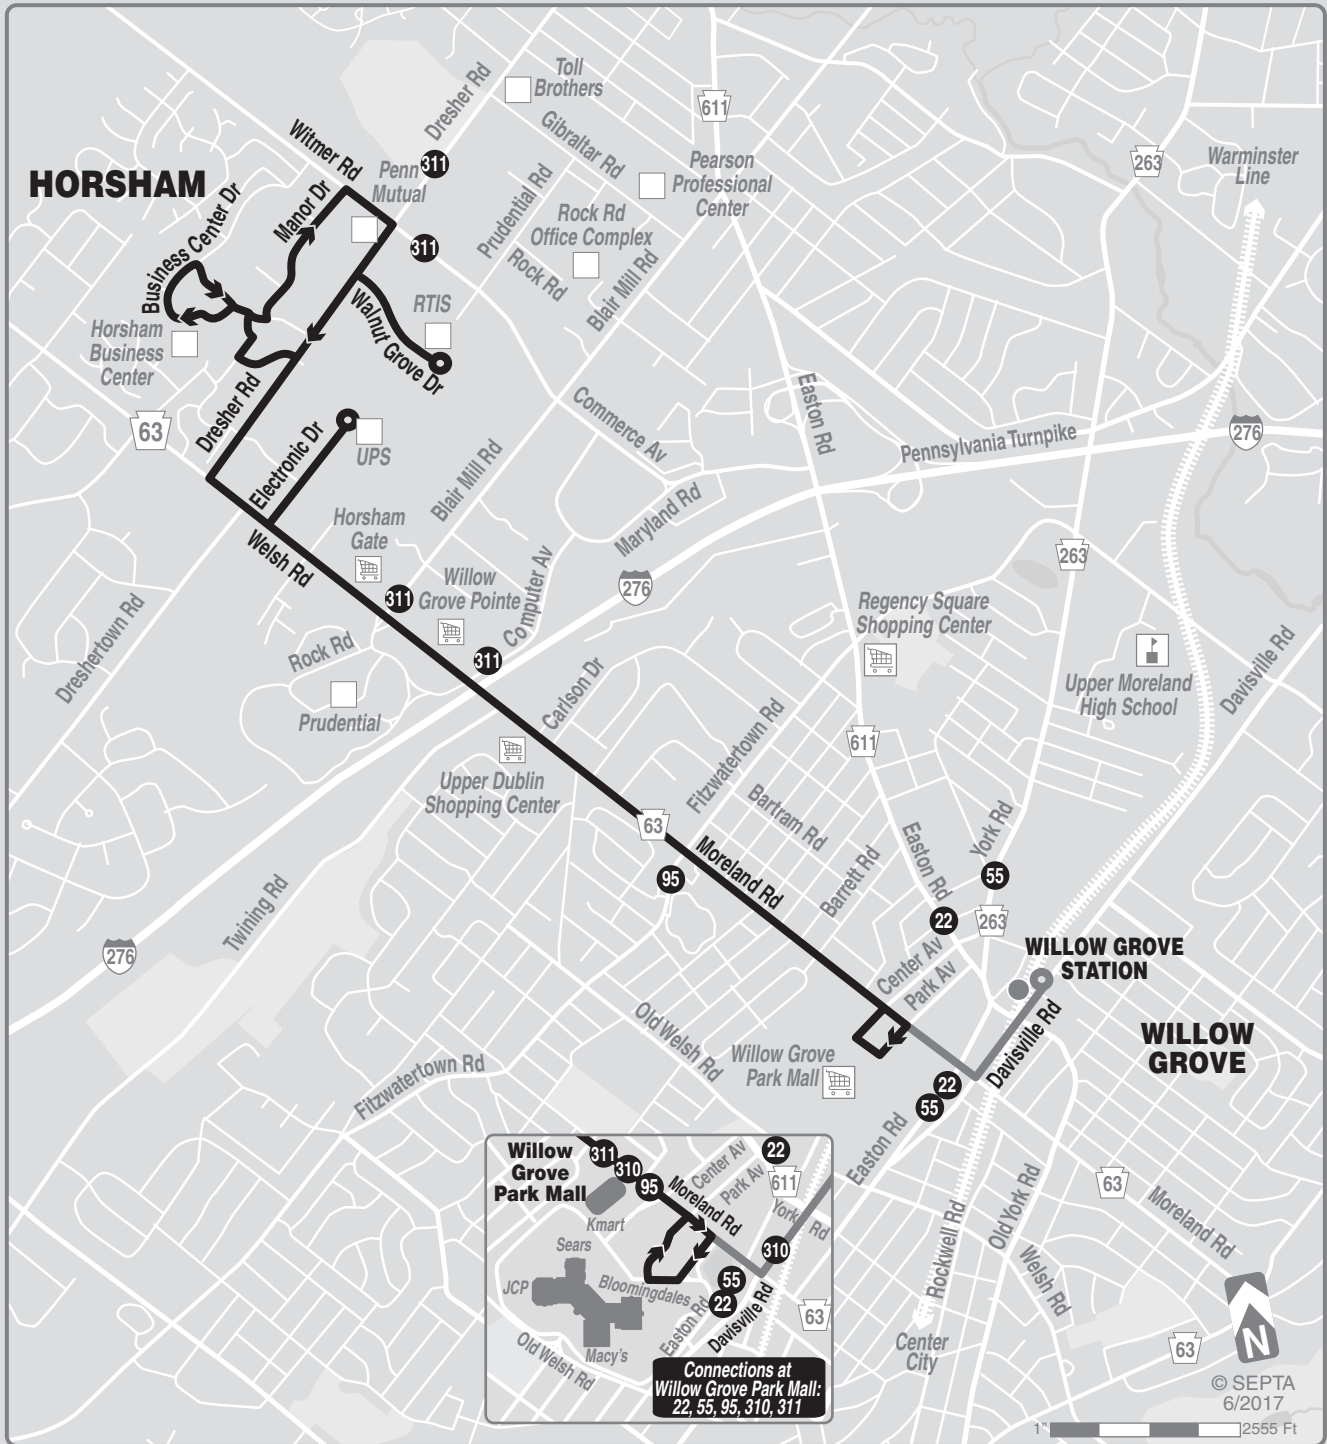 Toll
Brothers
Dresher Rd
611
Gibraltar Rd
Witmer Rd
311
Penn
Mutual
Pearson
Professional
Center
263
Warminster
Line
HORSHAM
Manor Dr
Business Center Dr
Prudential Rd
Rock Rd
Office Complex
Rock Rd
Blair Mill Rd
311
Walnut Grove Dr
RTIS
Horsham
Business
Center
63
Dresher Rd
Electronic Dr
UPS
Commerce Av
Easton Rd
Pennsylvania Turnpike
276
Blair Mill Rd
Maryland Rd
Horsham
Gate
Welsh Rd
311
Willow
Grove Pointe
Computer Av
276
263
Regency Square
Shopping Center
Dreshertown Rd
Rock Rd
311
Prudential
Carlson Dr
Upper Moreland
High School
Davisville Rd
611
Upper Dublin
Shopping Center
Fitzwatertown Rd
63
Bartram Rd
Moreland Rd
95
Barrett Rd
Easton Rd
York Rd
55
22
263
Twining Rd
276
Center Av
Park Av
WILLOW GROVE
STATION
Davisville Rd
WILLOW
GROVE
Old Welsh Rd
Willow Grove
Park Mall
Fitzwatertown Rd
22
55
Easton Rd
Rockwell Rd
Old York Rd
Welsh Rd
63
Moreland Rd
Center
City
63
Willow
Grove
Park Mall
311
310
95
Moreland Rd
Center Av
Park Av
22
611
York Rd
Kmart
Sears
JCP
Bloomingdales
Macy's
Old Welsh Rd
310
55
22
Easton Rd
Davisville Rd
63
Connections at
Willow Grove Park Mall:
22, 55, 95, 310, 311
N
© SEPTA
6/2017
1"
2555 Ft